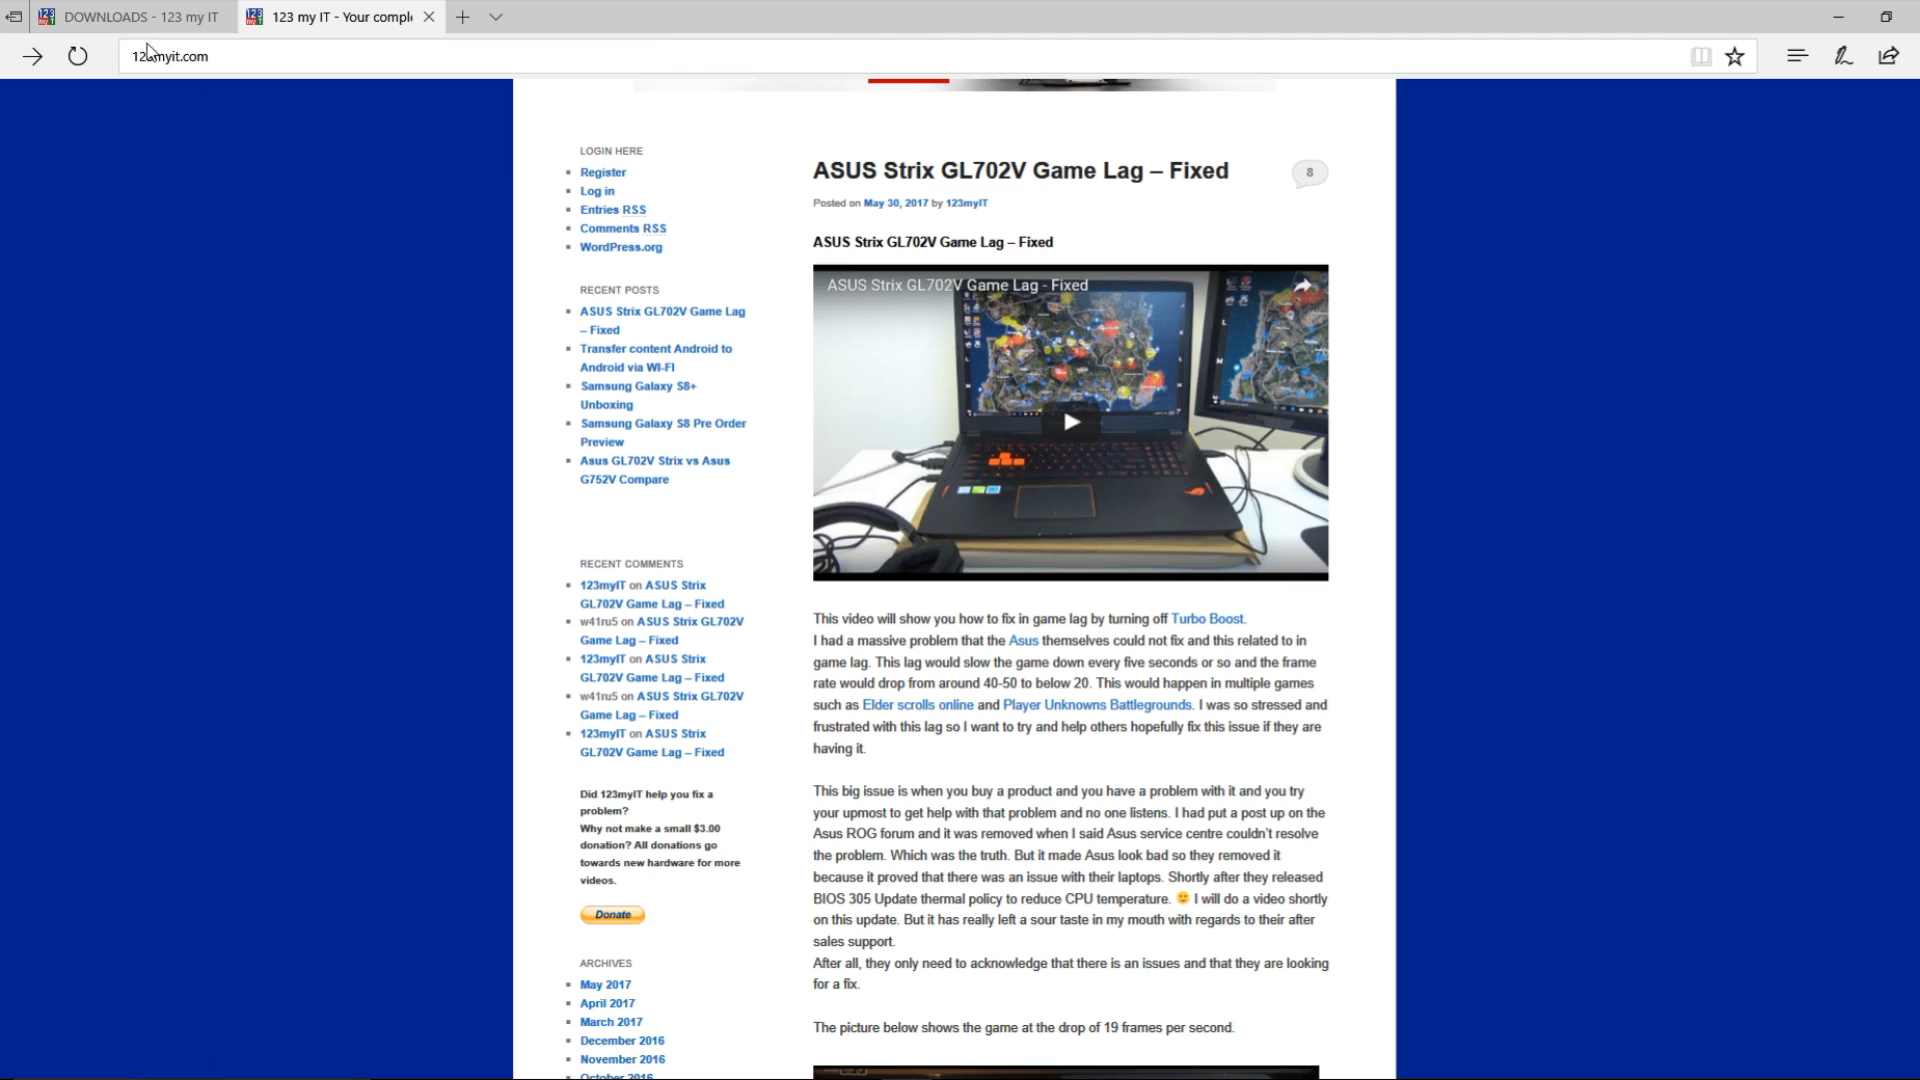 DOWNLOADS - 123 my IT
123 my IT - Your comple
123myit.com
LOGIN HERE
Register
Log in
Entries RSS
Comments RSS
WordPress.org
RECENT POSTS
ASUS Strix GL702V Game Lag
– Fixed
Transfer content Android to
Android via WI-FI
Samsung Galaxy S8+
Unboxing
Samsung Galaxy S8 Pre Order
Preview
Asus GL702V Strix vs Asus
G752V Compare
RECENT COMMENTS
123myIT on ASUS Strix
GL702V Game Lag – Fixed
w41ru5 on ASUS Strix GL702V
Game Lag – Fixed
123myIT on ASUS Strix
GL702V Game Lag – Fixed
w41ru5 on ASUS Strix GL702V
Game Lag – Fixed
123myIT on ASUS Strix
GL702V Game Lag – Fixed
Did 123myIT help you fix a
problem?
Why not make a small $3.00
donation? All donations go
towards new hardware for more
videos.
Donate
ARCHIVES
May 2017
April 2017
March 2017
December 2016
November 2016
October 2016
ASUS Strix GL702V Game Lag – Fixed
8
Posted on May 30, 2017 by 123myIT
ASUS Strix GL702V Game Lag – Fixed
ASUS Strix GL702V Game Lag - Fixed
This video will show you how to fix in game lag by turning off Turbo Boost.
I had a massive problem that the Asus themselves could not fix and this related to in
game lag. This lag would slow the game down every five seconds or so and the frame
rate would drop from around 40-50 to below 20. This would happen in multiple games
such as Elder scrolls online and Player Unknowns Battlegrounds. I was so stressed and
frustrated with this lag so I want to try and help others hopefully fix this issue if they are
having it.
This big issue is when you buy a product and you have a problem with it and you try
your upmost to get help with that problem and no one listens. I had put a post up on the
Asus ROG forum and it was removed when I said Asus service centre couldn't resolve
the problem. Which was the truth. But it made Asus look bad so they removed it
because it proved that there was an issue with their laptops. Shortly after they released
BIOS 305 Update thermal policy to reduce CPU temperature. 🙂 I will do a video shortly
on this update. But it has really left a sour taste in my mouth with regards to their after
sales support.
After all, they only need to acknowledge that there is an issues and that they are looking
for a fix.
The picture below shows the game at the drop of 19 frames per second.